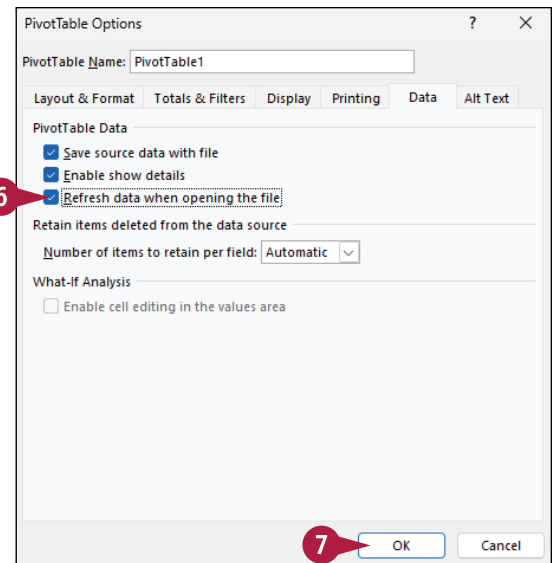 PivotTable Options ? ×
PivotTable Name: PivotTable1
Layout & Format Totals & Filters Display Printing Data Alt Text
PivotTable Data
Save source data with file
Enable show details
6 Refresh data when opening the file
Retain items deleted from the data source
Number of items to retain per field: Automatic
What-If Analysis
Enable cell editing in the values area
7 OK Cancel